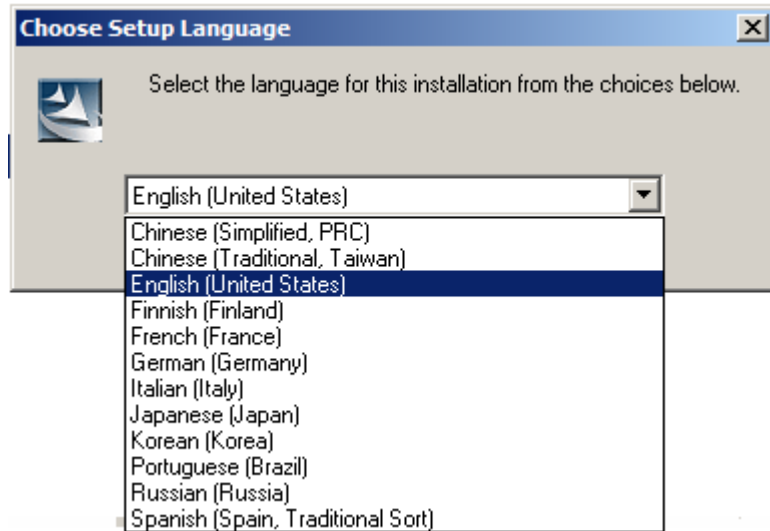 Choose Setup Language
Select the language for this installation from the choices below.
English (United States)
Chinese (Simplified, PRC)
Chinese (Traditional, Taiwan)
English (United States)
Finnish (Finland)
French (France)
German (Germany)
Italian (Italy)
Japanese (Japan)
Korean (Korea)
Portuguese (Brazil)
Russian (Russia)
Spanish (Spain, Traditional Sort)